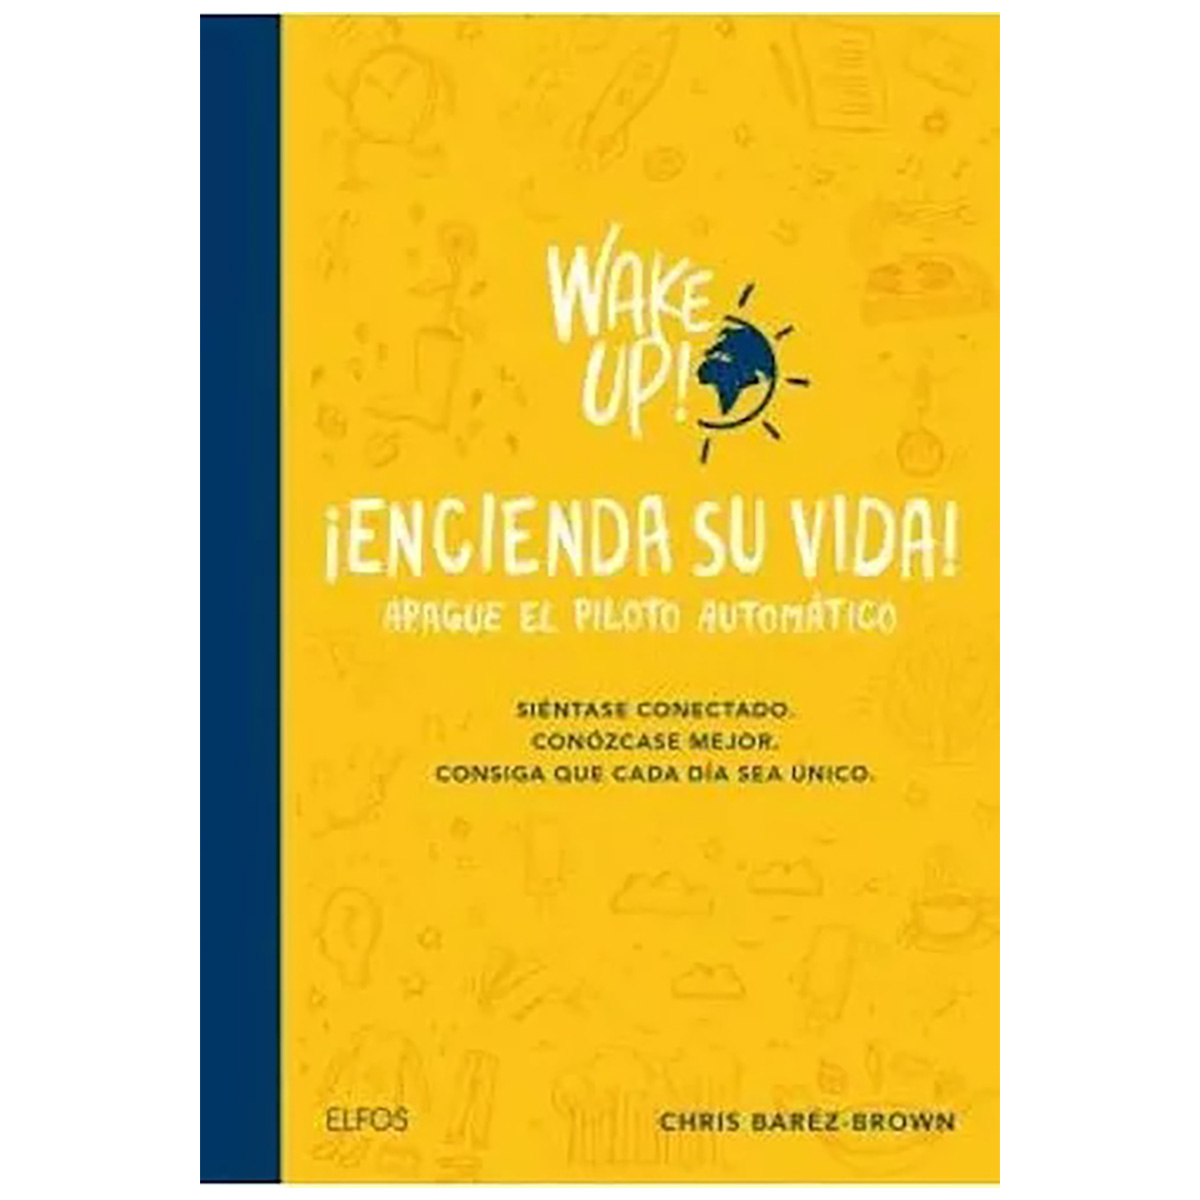 WAKE
UP!
¡ENCIENDA SU VIDA!
APAGUE EL PILOTO AUTOMÁTICO
SIÉNTASE CONECTADO.
CONÓZCASE MEJOR.
CONSIGA QUE CADA DÍA SEA ÚNICO.
ELFOS
CHRIS BARÉZ-BROWN